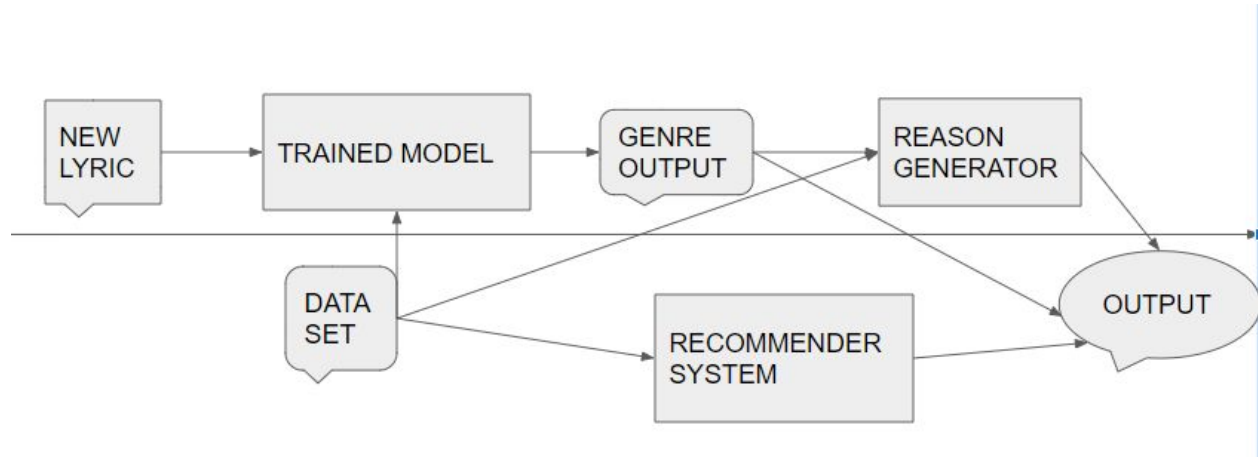 NEW
LYRIC
TRAINED MODEL
GENRE
OUTPUT
REASON
GENERATOR
DATA
SET
RECOMMENDER
SYSTEM
OUTPUT